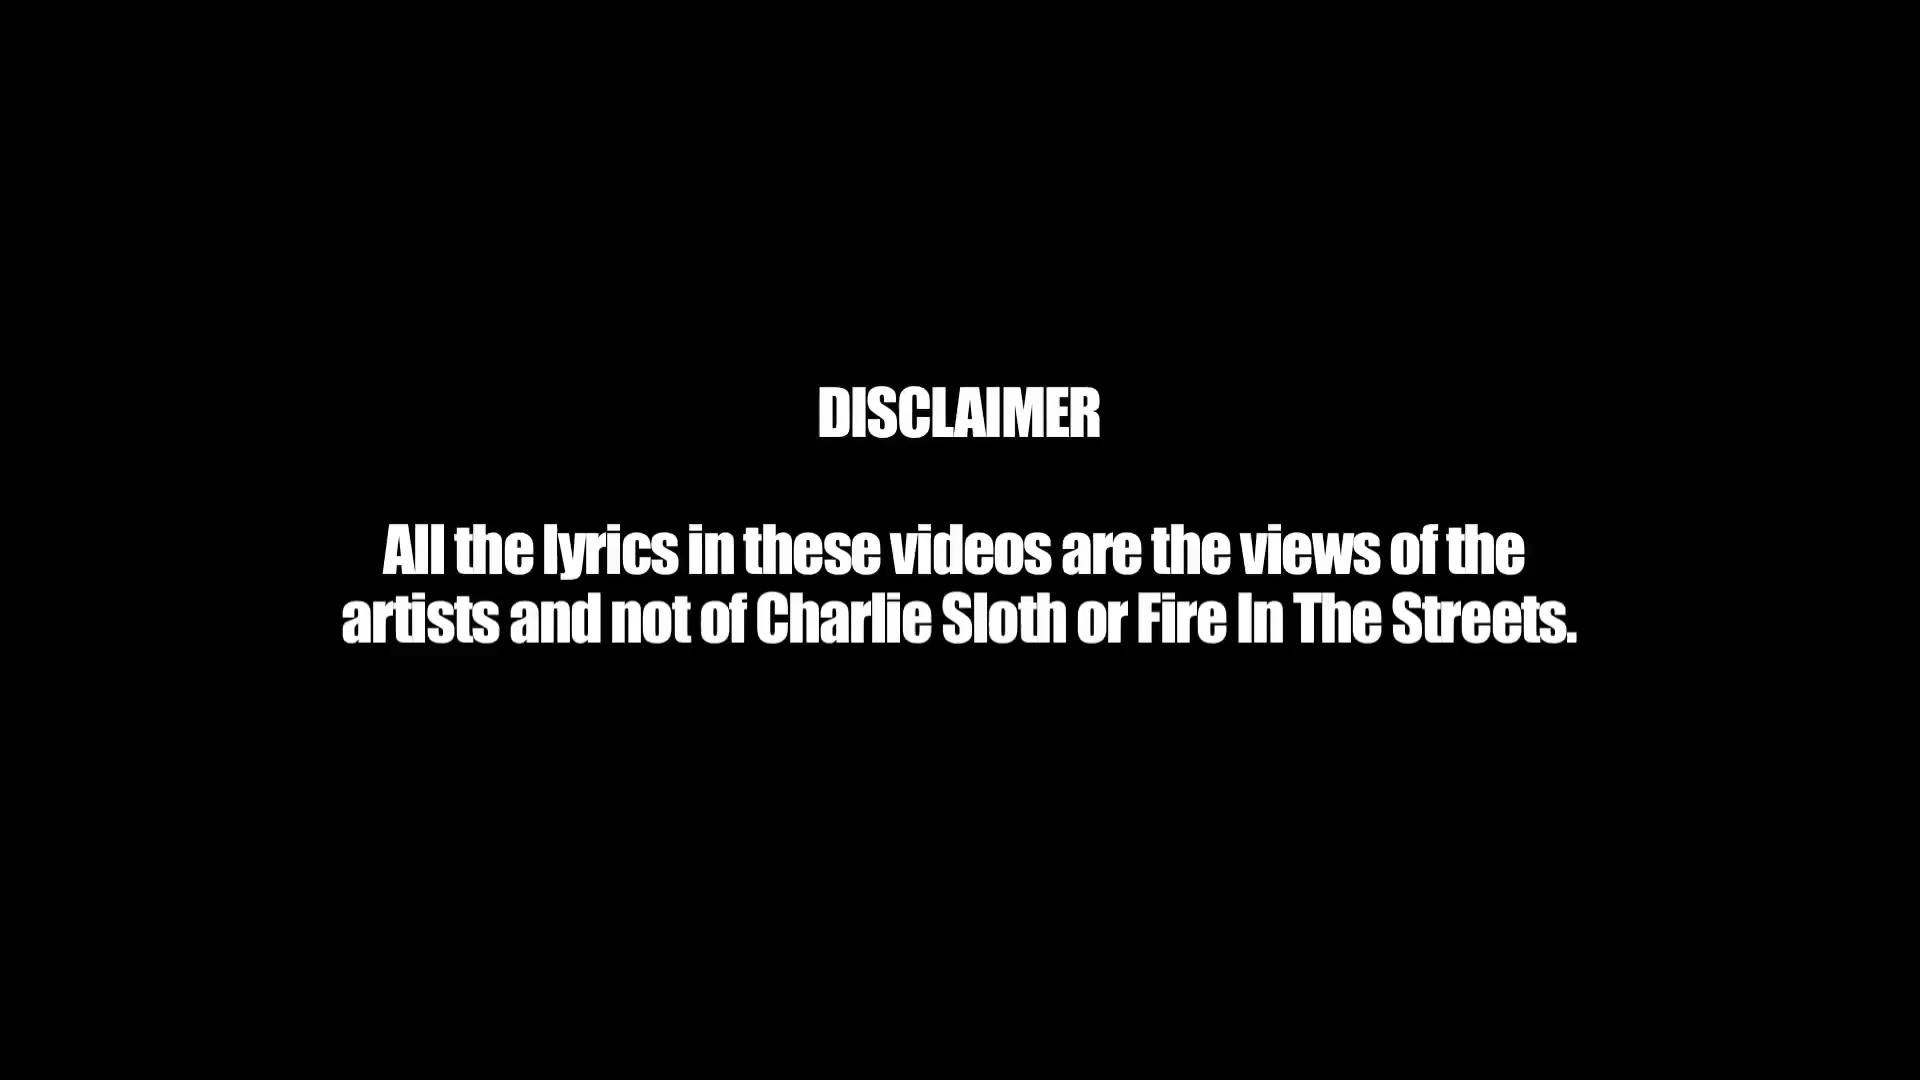 DISCLAIMER
All the lyrics in these videos are the views of the
artists and not of Charlie Sloth or Fire In The Streets.